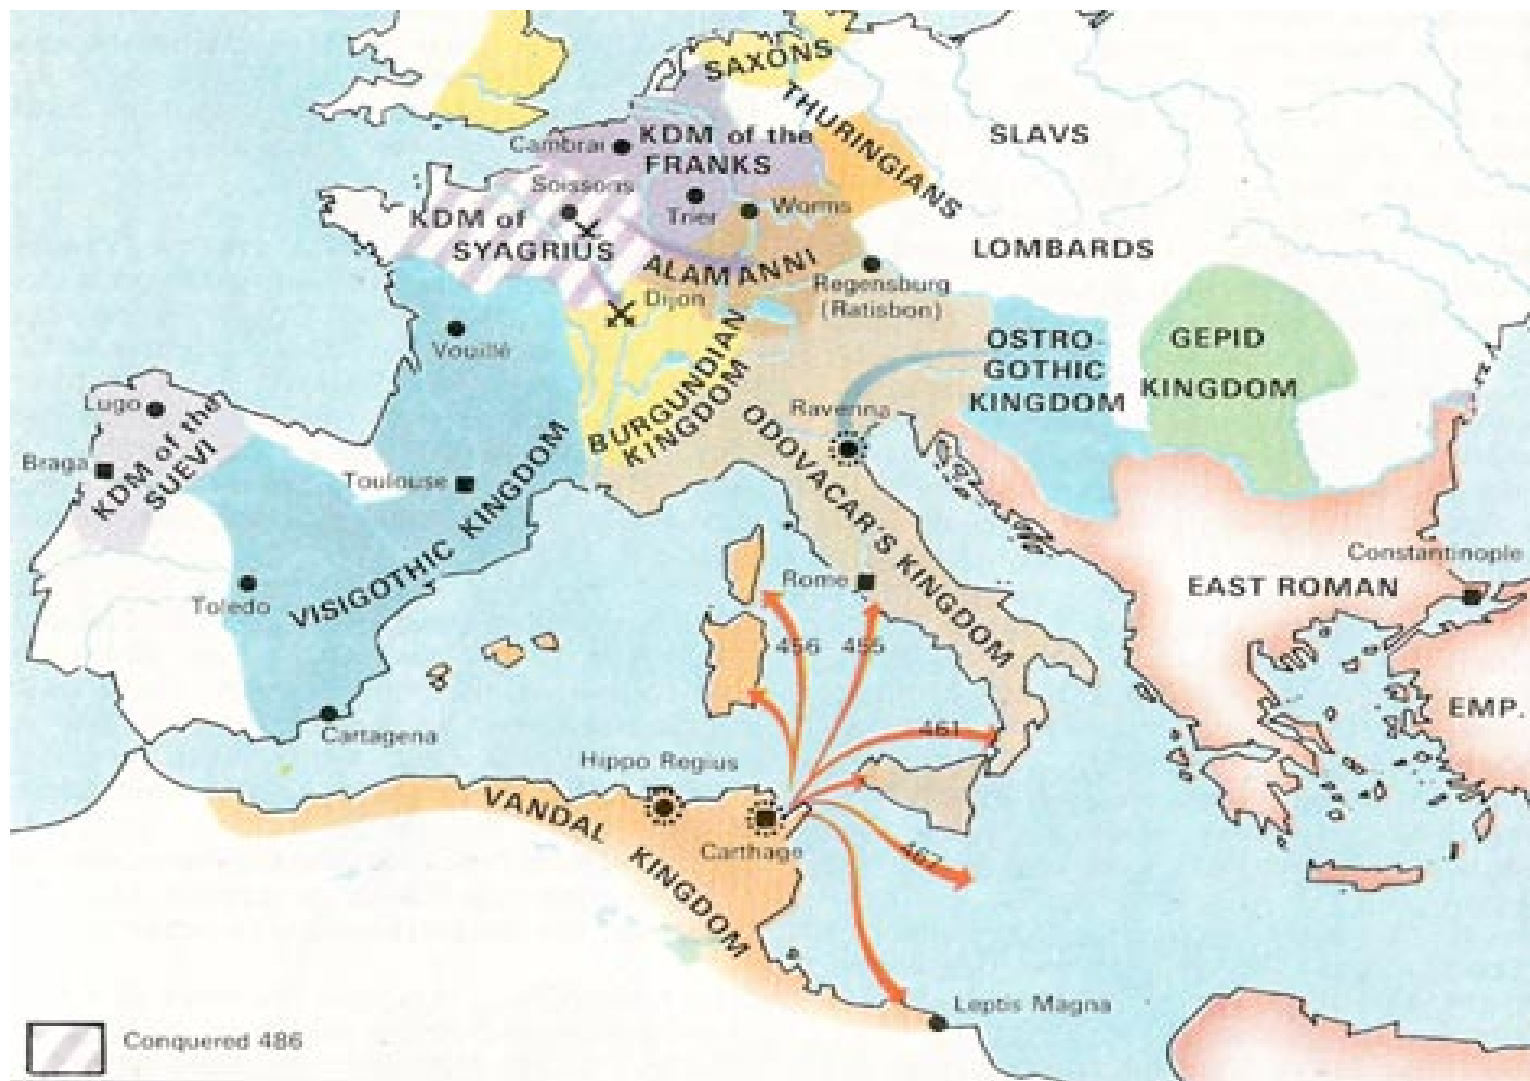 SAXONS
THURINGIANS
SLAVS
Cambrai
KDM of the
FRANKS
Soissons
Trier
Worms
KDM of
SYAGRIUS
LOMBARDS
ALAMANNI
Regensburg
(Ratisbon)
Dijon
Vouillé
OSTRO-
GOTHIC
KINGDOM
GEPID
KINGDOM
BURGUNDIAN
KINGDOM
Lugo
Ravenna
Braga
KDM of the
SUEVI
Toulouse
ODOVACAR'S KINGDOM
VISIGOTHIC KINGDOM
Constantinople
Toledo
Rome
EAST ROMAN
456
455
EMP.
Cartagena
461
Hippo Regius
VANDAL KINGDOM
Carthage
462
Leptis Magna
Conquered 486